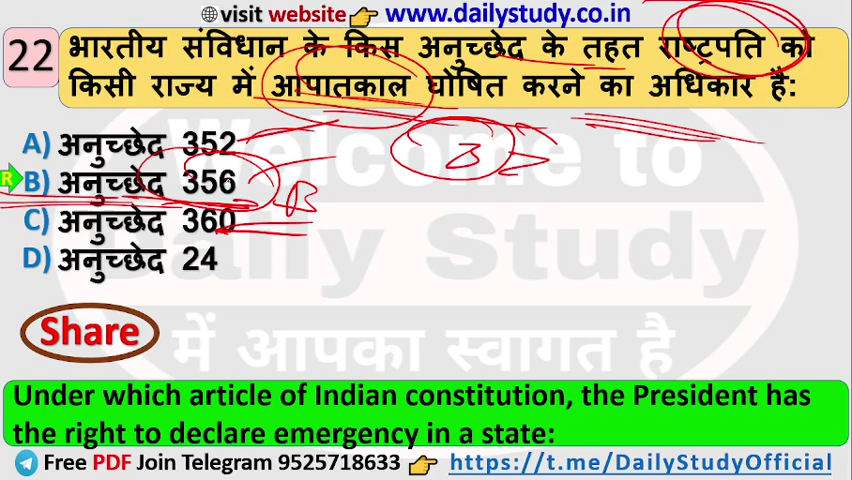 visit website 👉 www.dailystudy.co.in
22 भारतीय संविधान के किस अनुच्छेद के तहत राष्ट्रपति को
किसी राज्य में आपातकाल घोषित करने का अधिकार है:
A) अनुच्छेद 352
R B) अनुच्छेद 356
C) अनुच्छेद 360
D) अनुच्छेद 24
3
B
Welcome to
Daily Study
में आपका स्वागत है
Share
Under which article of Indian constitution, the President has
the right to declare emergency in a state:
Free PDF Join Telegram 9525718633 👉 https://t.me/DailyStudyOfficial